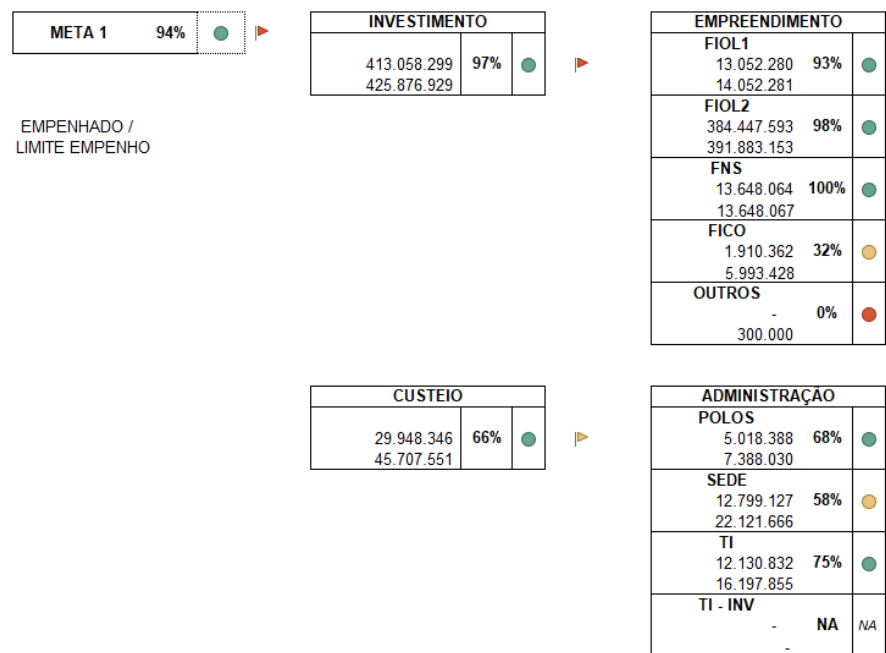 META 1 94%
EMPENHADO /
LIMITE EMPENHO
INVESTIMENTO
413.058.299 97%
425.876.929
EMPREENDIMENTO
FIOL1
13.052.280 93%
14.052.281
FIOL2
384.447.593 98%
391.883.153
FNS
13.648.064 100%
13.648.067
FICO
1.910.362 32%
5.993.428
OUTROS
- 0%
300.000
CUSTEIO
29.948.346 66%
45.707.551
ADMINISTRAÇÃO
POLOS
5.018.388 68%
7.388.030
SEDE
12.799.127 58%
22.121.666
TI
12.130.832 75%
16.197.855
TI - INV
- NA NA
-